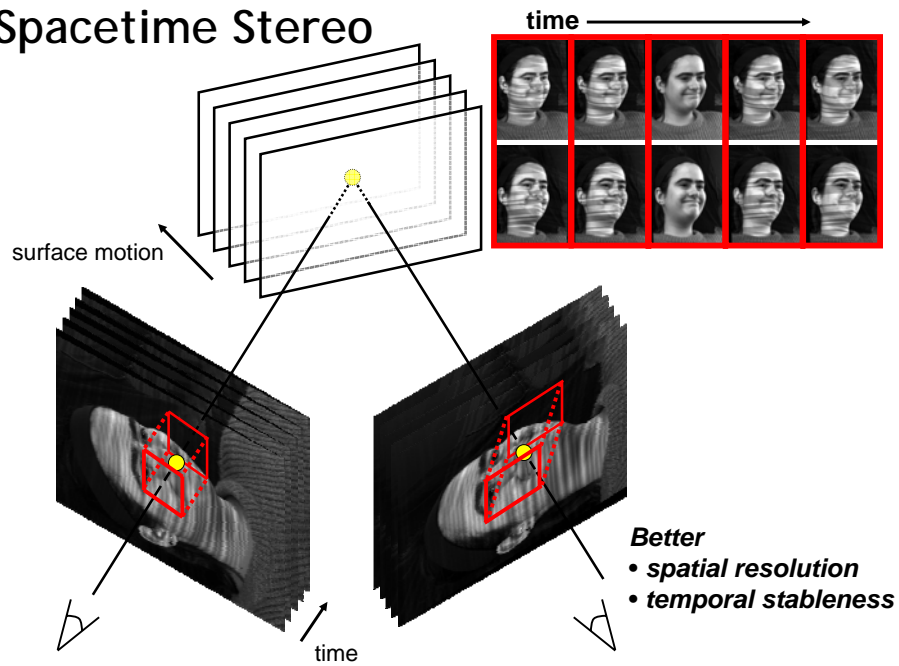 Spacetime Stereo
time
surface motion
Better
• spatial resolution
• temporal stableness
time